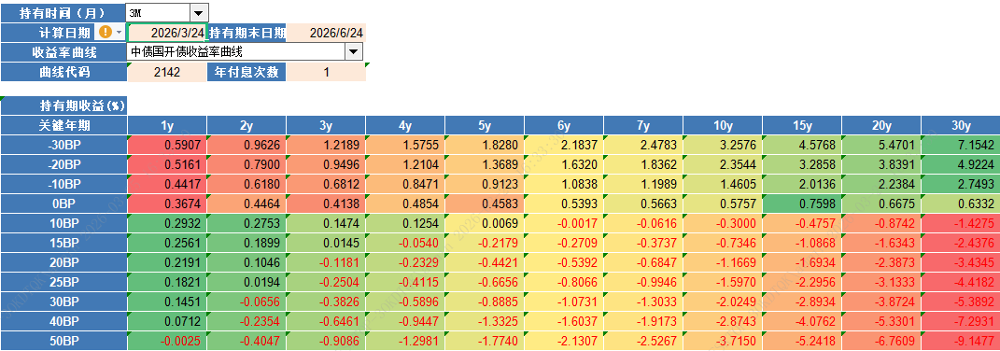 持有时间（月） 3M
计算日期 2026/3/24 持有期末日期 2026/6/24
收益率曲线 中债国开债收益率曲线
曲线代码 2142 年付息次数 1
持有期收益(%)
关键年期 1y 2y 3y 4y 5y 6y 7y 10y 15y 20y 30y
-30BP 0.5907 0.9626 1.2189 1.5755 1.8280 2.1837 2.4783 3.2576 4.5768 5.4701 7.1542
-20BP 0.5161 0.7900 0.9496 1.2104 1.3689 1.6320 1.8362 2.3544 3.2858 3.8391 4.9224
-10BP 0.4417 0.6180 0.6812 0.8471 0.9123 1.0838 1.1989 1.4605 2.0136 2.2384 2.7493
0BP 0.3674 0.4464 0.4138 0.4854 0.4583 0.5393 0.5663 0.5757 0.7598 0.6675 0.6332
10BP 0.2932 0.2753 0.1474 0.1254 0.0069 -0.0017 -0.0616 -0.3000 -0.4757 -0.8742 -1.4275
15BP 0.2561 0.1899 0.0145 -0.0540 -0.2179 -0.2709 -0.3737 -0.7346 -1.0868 -1.6343 -2.4376
20BP 0.2191 0.1046 -0.1181 -0.2329 -0.4421 -0.5392 -0.6847 -1.1669 -1.6934 -2.3873 -3.4345
25BP 0.1821 0.0194 -0.2504 -0.4115 -0.6656 -0.8066 -0.9946 -1.5970 -2.2956 -3.1333 -4.4182
30BP 0.1451 -0.0656 -0.3826 -0.5896 -0.8885 -1.0731 -1.3033 -2.0249 -2.8934 -3.8724 -5.3892
40BP 0.0712 -0.2354 -0.6461 -0.9447 -1.3325 -1.6037 -1.9173 -2.8743 -4.0762 -5.3301 -7.2931
50BP -0.0025 -0.4047 -0.9086 -1.2981 -1.7740 -2.1307 -2.5267 -3.7150 -5.2418 -6.7609 -9.1477